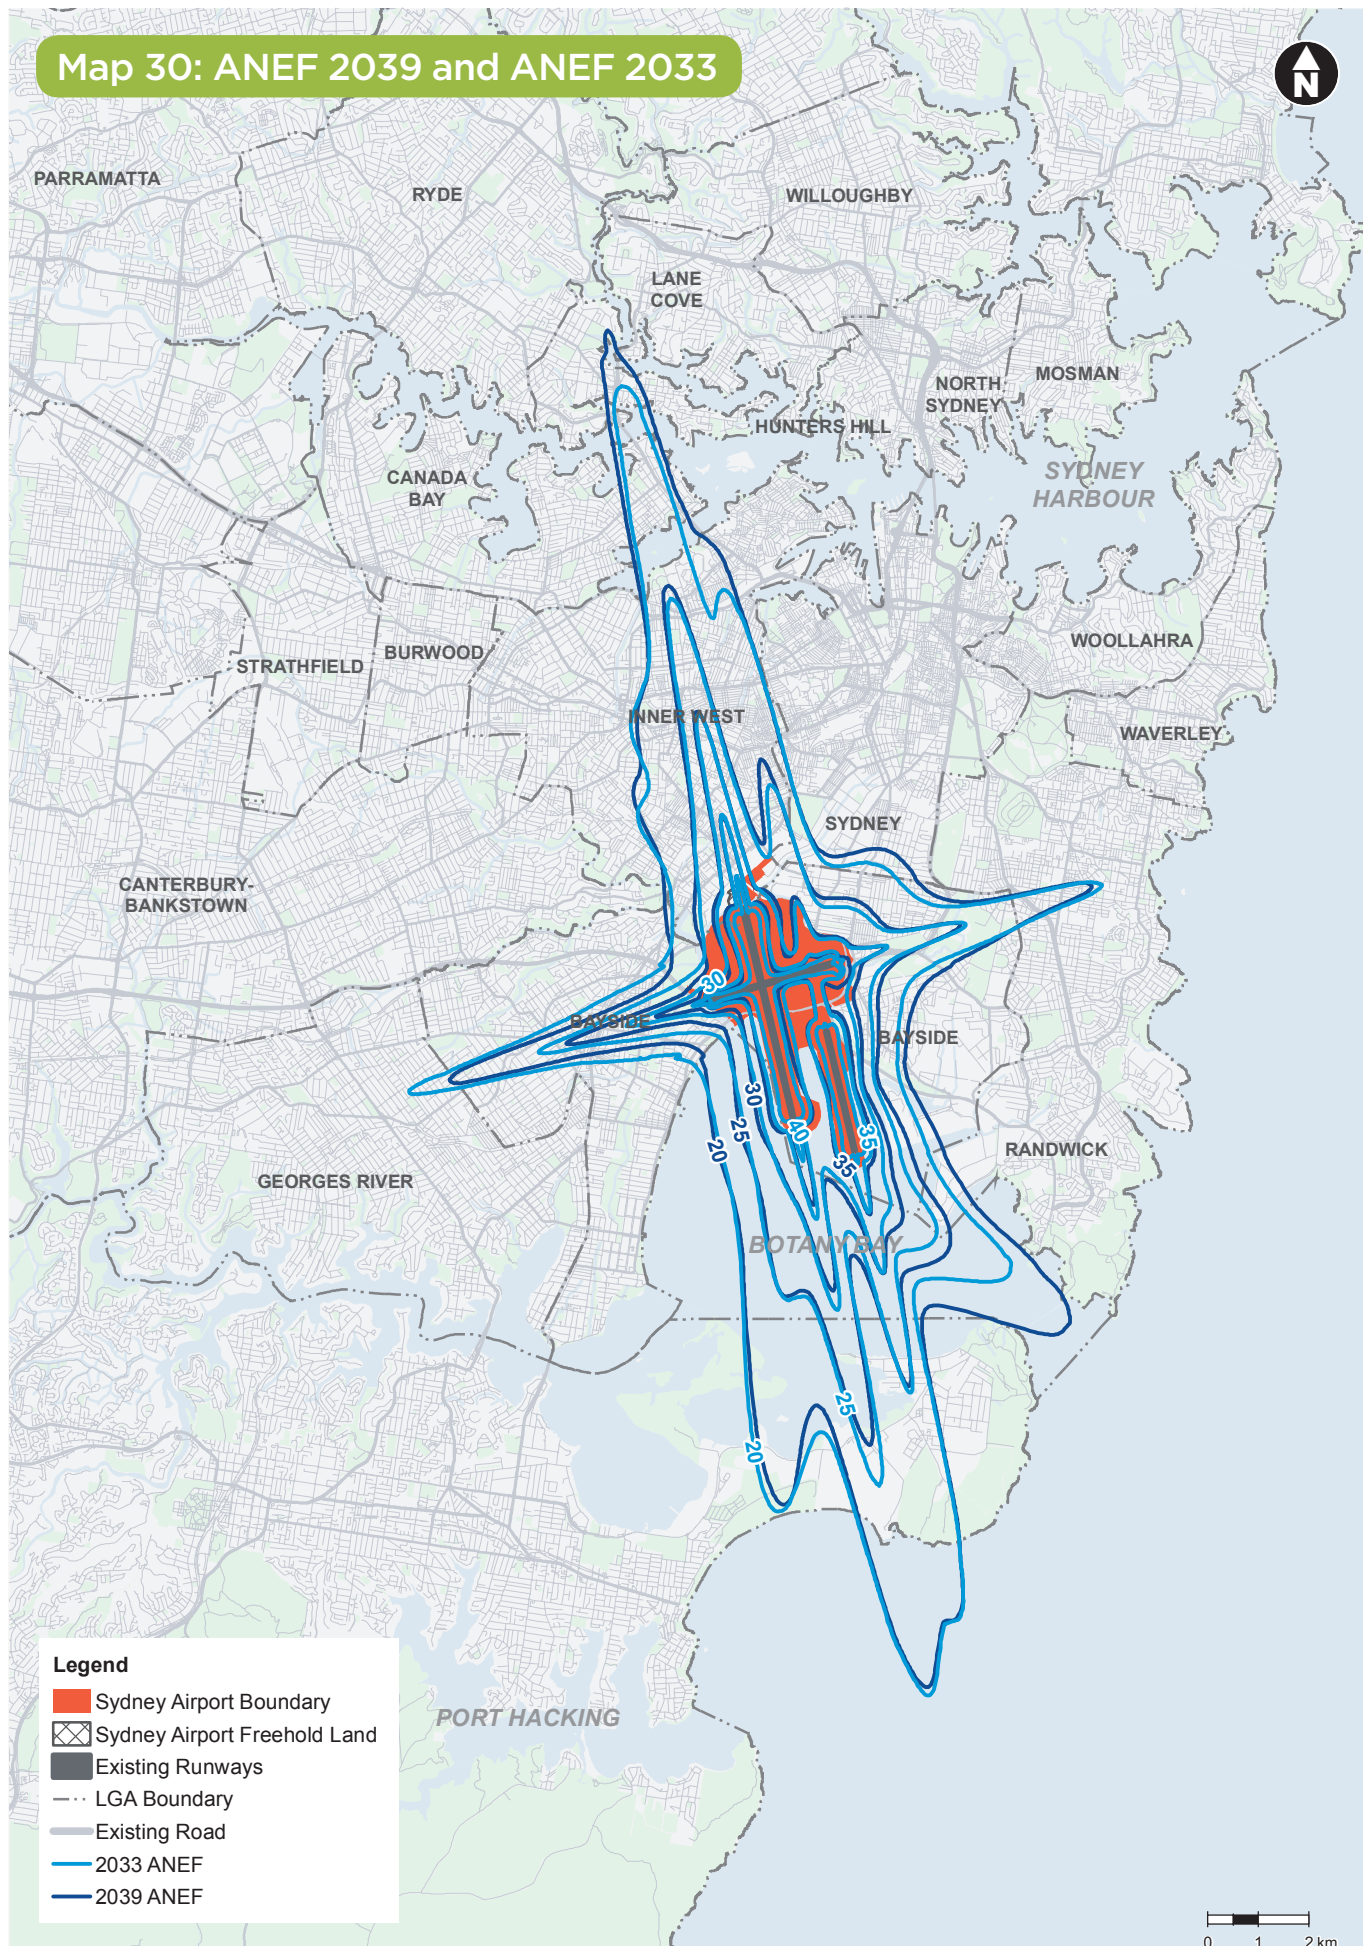 Map 30: ANEF 2039 and ANEF 2033
N
PARRAMATTA
RYDE
WILLOUGHBY
LANE
COVE
MOSMAN
NORTH
SYDNEY
HUNTERS HILL
SYDNEY
HARBOUR
CANADA
BAY
WOOLLAHRA
BURWOOD
STRATHFIELD
INNER WEST
WAVERLEY
SYDNEY
CANTERBURY-
BANKSTOWN
30
BAYSIDE
BAYSIDE
30
25
20
40
35
35
RANDWICK
GEORGES RIVER
BOTANY BAY
25
20
PORT HACKING
Legend
Sydney Airport Boundary
Sydney Airport Freehold Land
Existing Runways
LGA Boundary
Existing Road
2033 ANEF
2039 ANEF
0 1 2 km